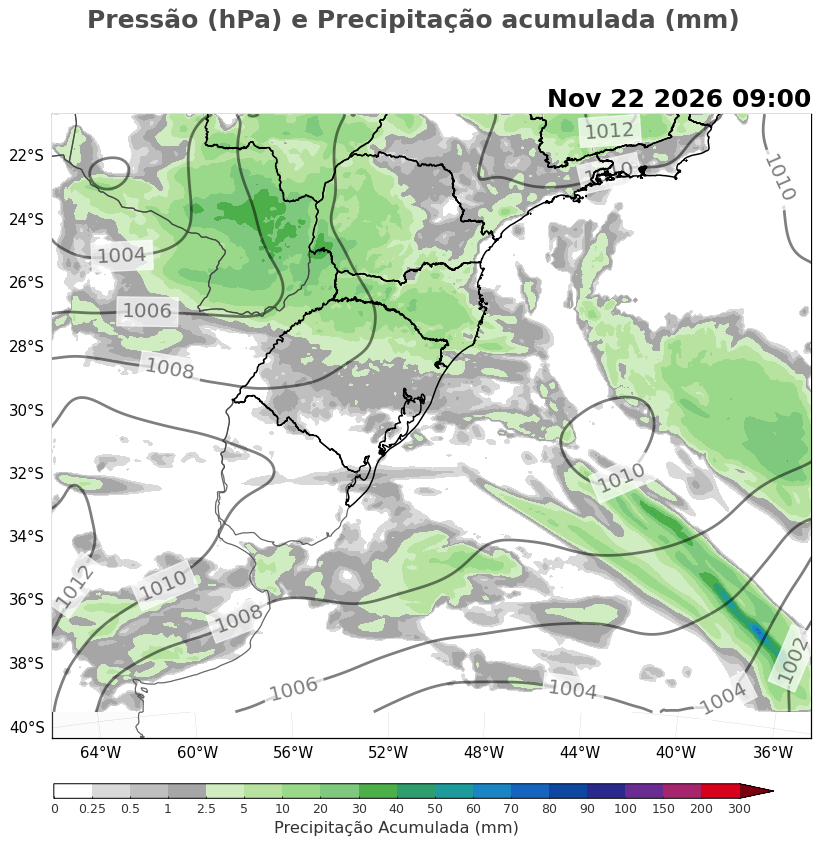 Pressão (hPa) e Precipitação acumulada (mm)
Nov 22 2026 09:00
1012
1010
1010
1004
1006
1008
1010
1012
1010
1008
1006
1004
1004
1002
22°S
24°S
26°S
28°S
30°S
32°S
34°S
36°S
38°S
40°S
64°W 60°W 56°W 52°W 48°W 44°W 40°W 36°W
0 0.25 0.5 1 2.5 5 10 20 30 40 50 60 70 80 90 100 150 200 300
Precipitação Acumulada (mm)